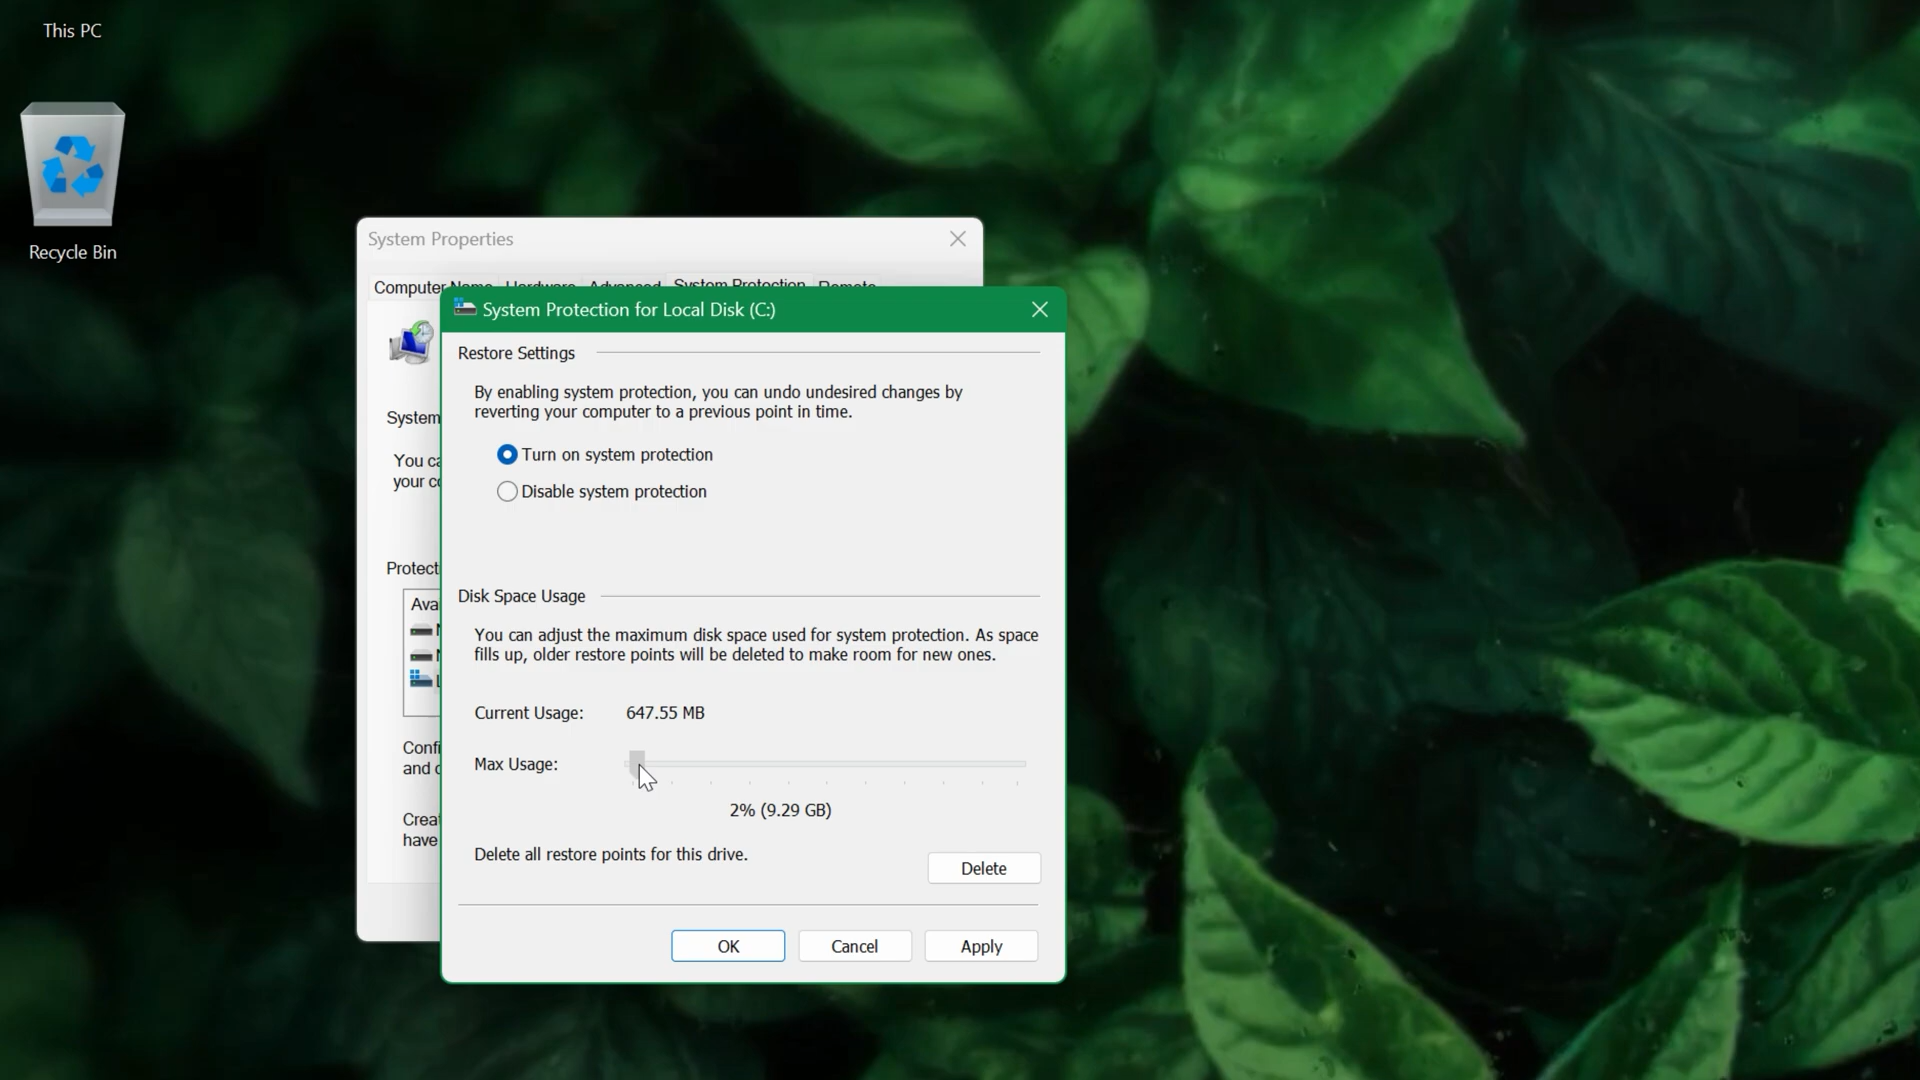 This PC
Recycle Bin
System Properties
Computer Name Hardware Advanced System Protection Remote
System Protection for Local Disk (C:)
Restore Settings
By enabling system protection, you can undo undesired changes by
reverting your computer to a previous point in time.
Turn on system protection
Disable system protection
System
You ca
your co
Protect
Ava
Disk Space Usage
You can adjust the maximum disk space used for system protection. As space
fills up, older restore points will be deleted to make room for new ones.
Current Usage: 647.55 MB
Confi
and c
Max Usage:
2% (9.29 GB)
Creat
have
Delete all restore points for this drive.
Delete
OK Cancel Apply